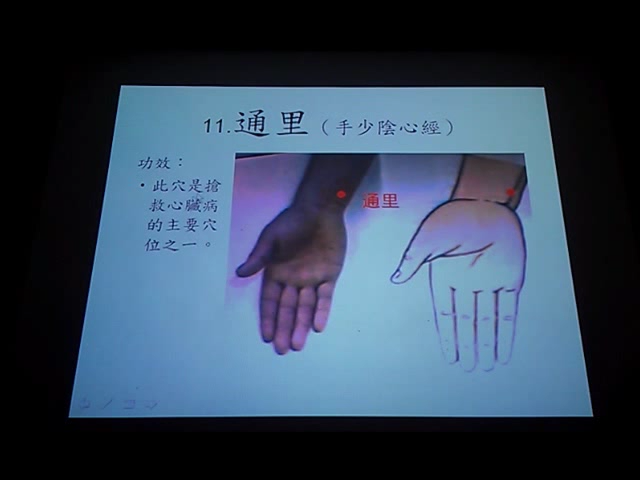 11.通里（手少陰心經）
功效：
• 此穴是搶
救心臟病
的主要穴
位之一。
通里